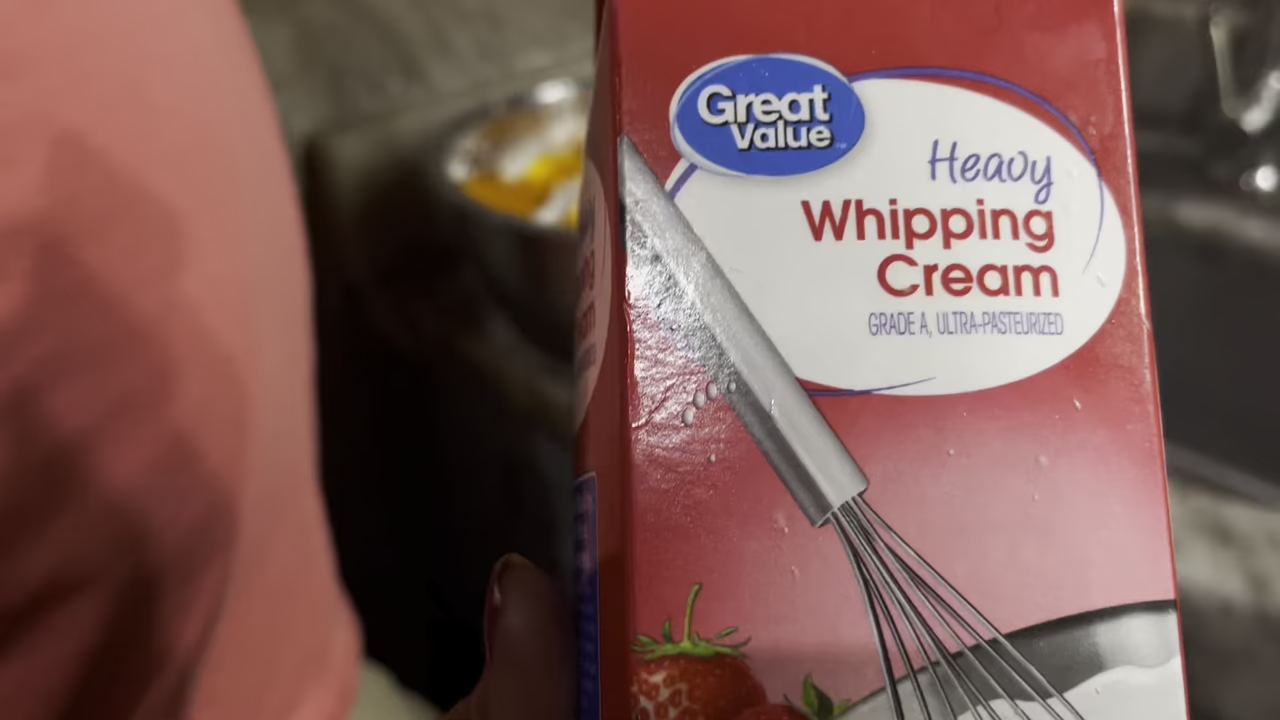 Great
Value
Heavy
Whipping
Cream
GRADE A, ULTRA-PASTEURIZED